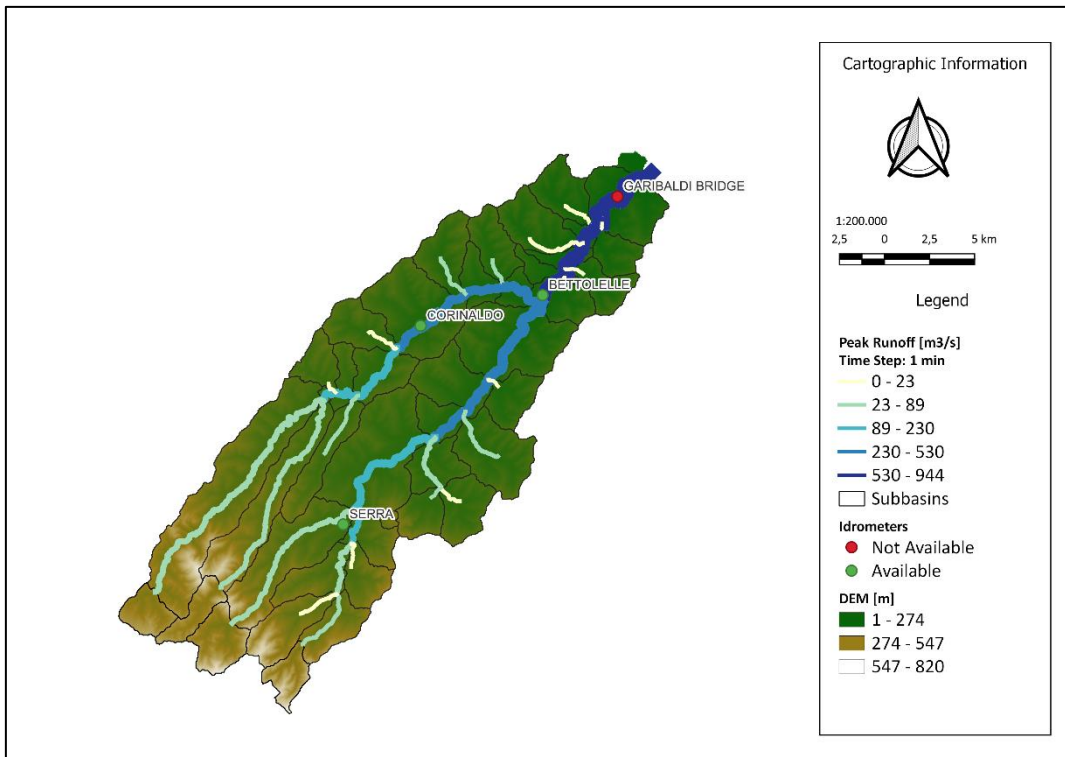 GARIBALDI BRIDGE
BETTOLELLE
CORINALDO
SERRA
Cartographic Information
1:200.000
2,5 0 2,5 5 km
Legend
Peak Runoff [m3/s]
Time Step: 1 min
0 - 23
23 - 89
89 - 230
230 - 530
530 - 944
Subbasins
Idrometers
Not Available
Available
DEM [m]
1 - 274
274 - 547
547 - 820